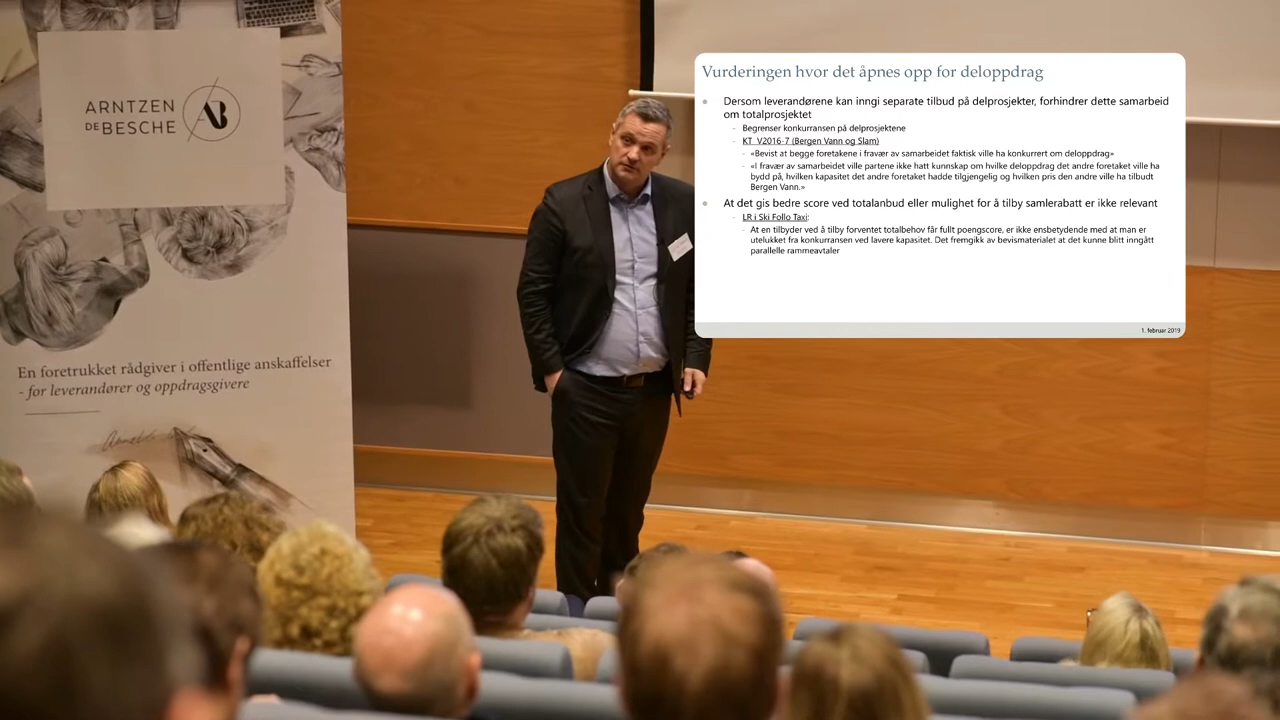 ARNTZEN
DE BESCHE
En foretrukket rådgiver i offentlige anskaffelser
- for leverandører og oppdragsgivere
Vurderingen hvor det åpnes opp for deloppdrag
Dersom leverandørene kan inngi separate tilbud på delprosjekter, forhindrer dette samarbeid
om totalprosjektet
- Begrenser konkurransen på delprosjektene
- KT V2016-7 (Bergen Vann og Slam)
- «Bevist at begge foretakene i fravær av samarbeidet faktisk ville ha konkurrert om deloppdrag»
- «I fravær av samarbeidet ville partene ikke hatt kunnskap om hvilke deloppdrag det andre foretaket ville ha
bydd på, hvilken kapasitet det andre foretaket hadde tilgjengelig og hvilken pris den andre ville ha tilbudt
Bergen Vann.»
At det gis bedre score ved totalanbud eller mulighet for å tilby samlerabatt er ikke relevant
- LR i Ski Follo Taxi:
- At en tilbyder ved å tilby forventet totalbehov får fullt poengscore, er ikke ensbetydende med at man er
utelukket fra konkurransen ved lavere kapasitet. Det fremgikk av bevismaterialet at det kunne blitt inngått
parallelle rammeavtaler
1. februar 2019